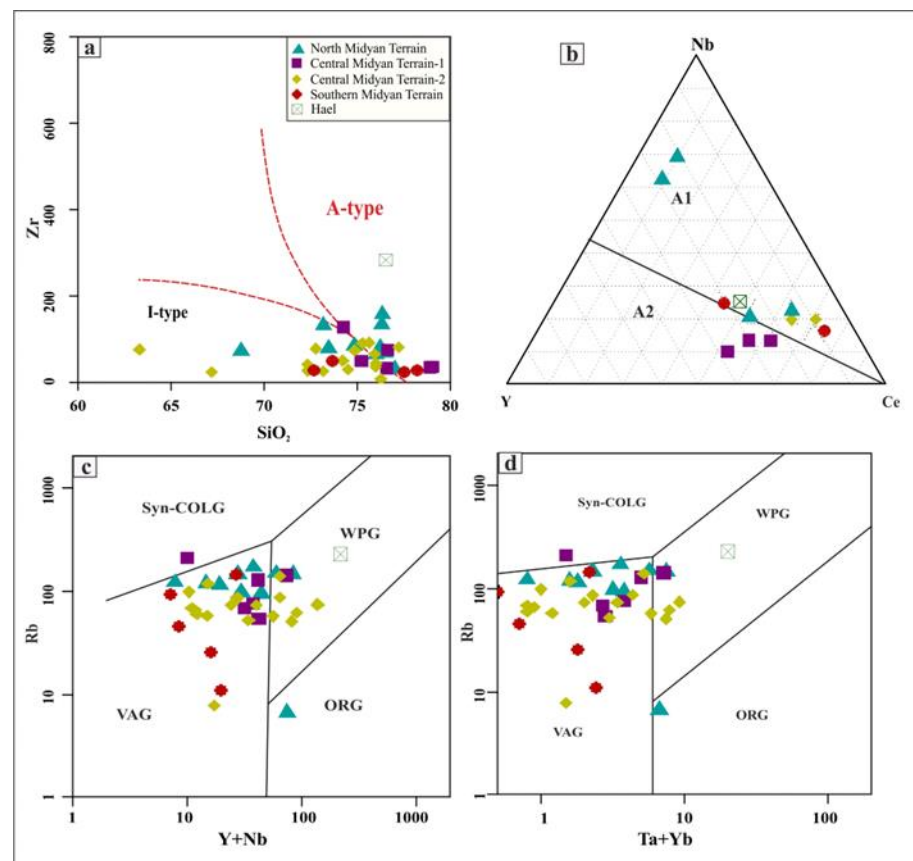 a
800
600
400
200
0
Zr
60
65
70
75
80
SiO₂
I-type
A-type
North Midyan Terrain
Central Midyan Terrain-1
Central Midyan Terrain-2
Southern Midyan Terrain
Hael
b
Nb
A1
A2
Y
Ce
c
Syn-COLG
WPG
VAG
ORG
1000
100
10
1
Rb
1
10
100
1000
Y+Nb
d
Syn-COLG
WPG
VAG
ORG
1000
100
10
1
Rb
1
10
100
Ta+Yb